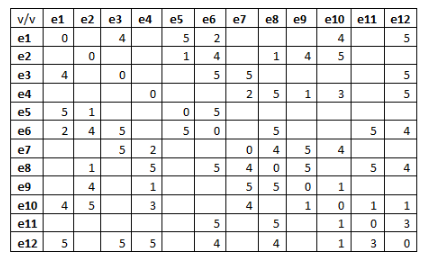 v/v e1 e2 e3 e4 e5 e6 e7 e8 e9 e10 e11 e12
e1 0 4 5 2 4 5
e2 0 1 4 1 4 5
e3 4 0 5 5 5
e4 0 2 5 1 3 5
e5 5 1 0 5
e6 2 4 5 5 0 5 5 4
e7 5 2 0 4 5 4
e8 1 5 5 4 0 5 5 4
e9 4 1 5 5 0 1
e10 4 5 3 4 1 0 1 1
e11 5 5 1 0 3
e12 5 5 5 4 4 1 3 0